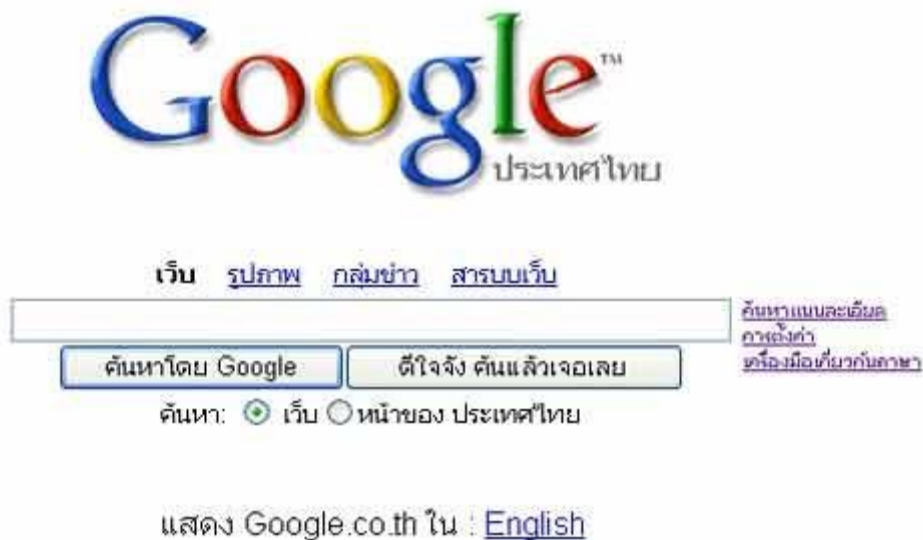 Google™
ประเทศไทย
เว็บ รูปภาพ กลุ่มข่าว สารบบเว็บ
ค้นหาแบบละเอียด
การตั้งค่า
เครื่องมือเกี่ยวกับภาษา
ค้นหาโดย Google ดีใจจัง ค้นแล้วเจอเลย
ค้นหา: เว็บ หน้าของ ประเทศไทย
แสดง Google.co.th ใน : English